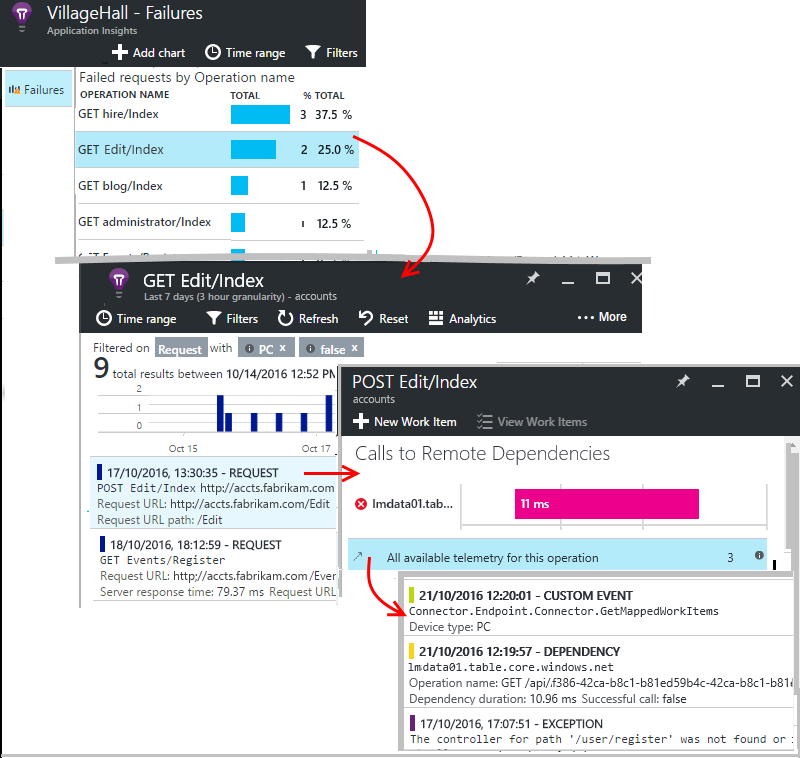 VillageHall - Failures
Application Insights
Add chart Time range Filters
Failures
Failed requests by Operation name
OPERATION NAME TOTAL % TOTAL
GET hire/Index 3 37.5 %
GET Edit/Index 2 25.0 %
GET blog/Index 1 12.5 %
GET administrator/Index 1 12.5 %
GET Edit/Index
Last 7 days (3 hour granularity) - accounts
Time range Filters Refresh Reset Analytics More
Filtered on Request with PC x false x
9 total results between 10/14/2016 12:52 PM
2
1
0
Oct 15 Oct 17
17/10/2016, 13:30:35 - REQUEST
POST Edit/Index http://accts.fabrikam.com
Request URL: http://accts.fabrikam.com/Edit
Request URL path: /Edit
18/10/2016, 18:12:59 - REQUEST
GET Events/Register
Request URL: http://accts.fabrikam.com/Ever
Server response time: 79.37 ms Request URL
POST Edit/Index
accounts
New Work Item View Work Items
Calls to Remote Dependencies
lmdata01.tab... 11 ms
All available telemetry for this operation 3
21/10/2016 12:20:01 - CUSTOM EVENT
Connector.Endpoint.Connector.GetMappedWorkItems
Device type: PC
21/10/2016 12:19:57 - DEPENDENCY
lmdata01.table.core.windows.net
Operation name: GET /api/.f386-42ca-b8c1-b81ed59b4c-42ca-b8c1-b81e
Dependency duration: 10.96 ms Successful call: false
17/10/2016, 17:07:51 - EXCEPTION
The controller for path '/user/register' was not found or